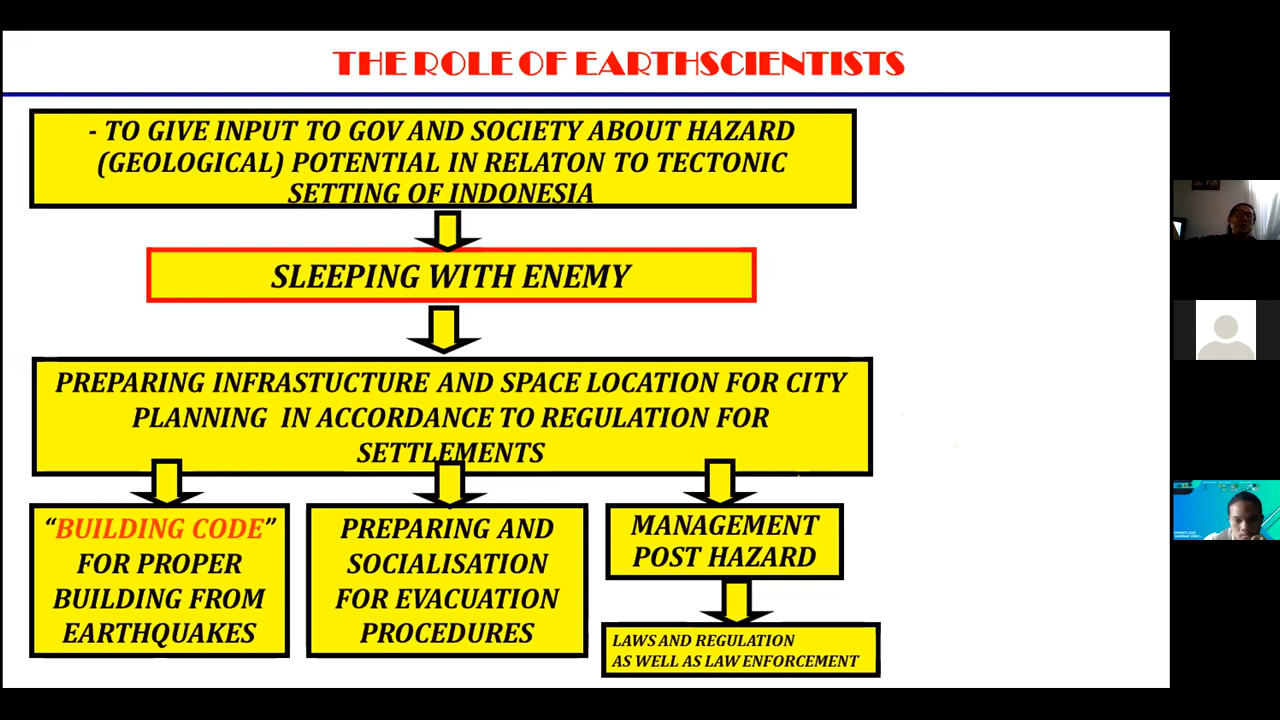 THE ROLE OF EARTHSCIENTISTS
- TO GIVE INPUT TO GOV AND SOCIETY ABOUT HAZARD
(GEOLOGICAL) POTENTIAL IN RELATON TO TECTONIC
SETTING OF INDONESIA
SLEEPING WITH ENEMY
PREPARING INFRASTUCTURE AND SPACE LOCATION FOR CITY
PLANNING IN ACCORDANCE TO REGULATION FOR
SETTLEMENTS
“BUILDING CODE”
FOR PROPER
BUILDING FROM
EARTHQUAKES
PREPARING AND
SOCIALISATION
FOR EVACUATION
PROCEDURES
MANAGEMENT
POST HAZARD
LAWS AND REGULATION
AS WELL AS LAW ENFORCEMENT